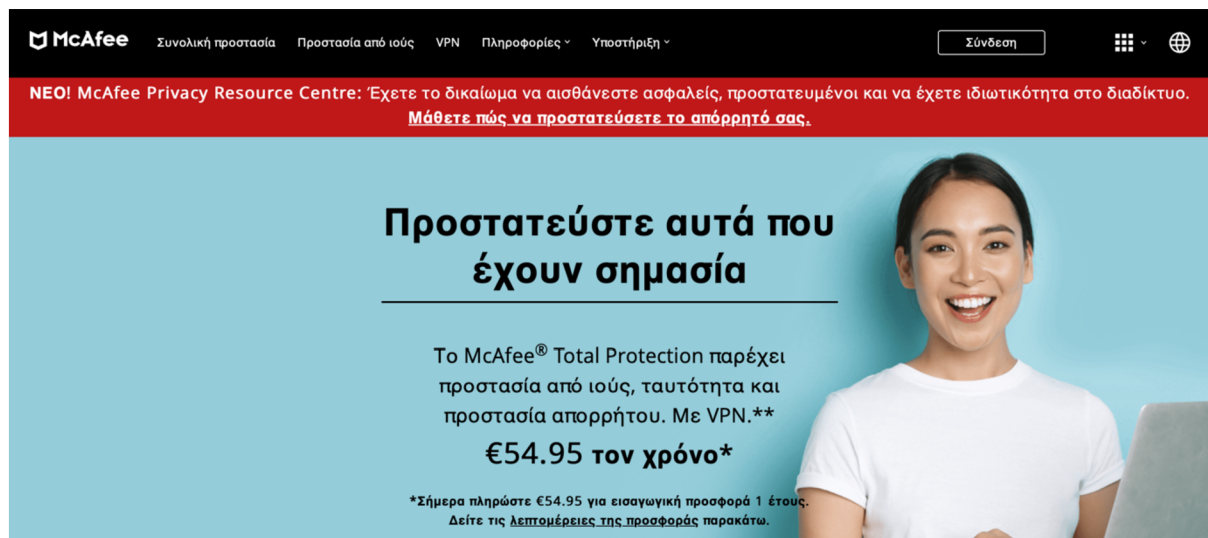 McAfee Συνολική προστασία Προστασία από ιούς VPN Πληροφορίες Υποστήριξη Σύνδεση
ΝΕΟ! McAfee Privacy Resource Centre: Έχετε το δικαίωμα να αισθάνεστε ασφαλείς, προστατευμένοι και να έχετε ιδιωτικότητα στο διαδίκτυο.
Μάθετε πώς να προστατεύσετε το απόρρητό σας.
Προστατεύστε αυτά που
έχουν σημασία
Το McAfee® Total Protection παρέχει
προστασία από ιούς, ταυτότητα και
προστασία απορρήτου. Με VPN.**
€54.95 τον χρόνο*
*Σήμερα πληρώστε €54.95 για εισαγωγική προσφορά 1 έτους.
Δείτε τις λεπτομέρειες της προσφοράς παρακάτω.